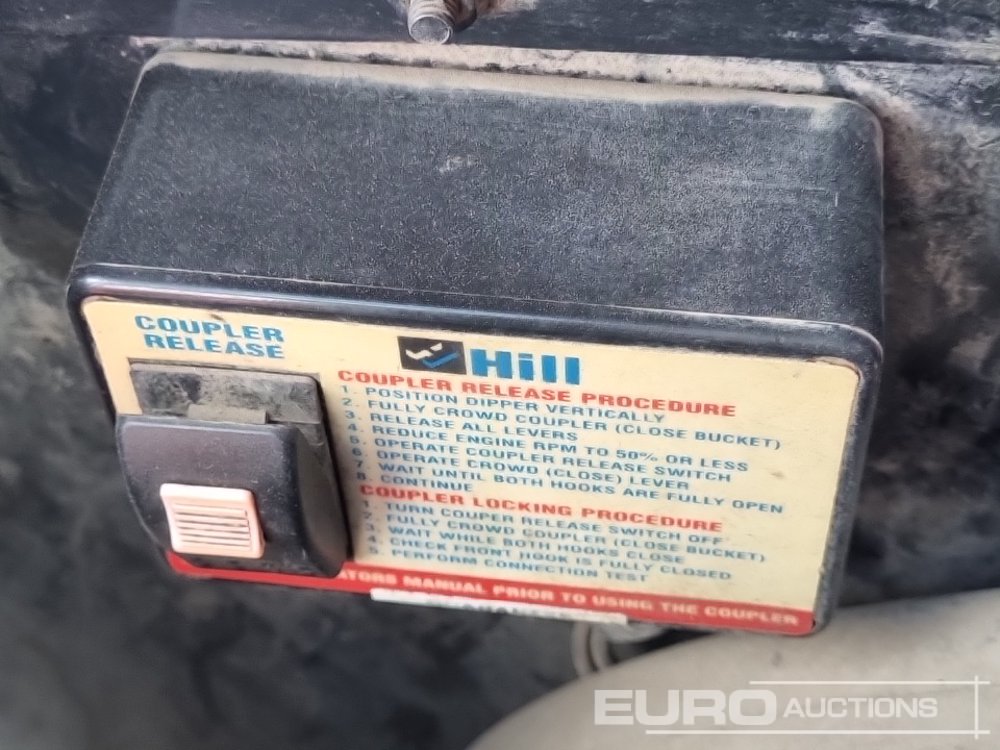 COUPLER
RELEASE
Hill
COUPLER RELEASE PROCEDURE
1. POSITION DIPPER VERTICALLY
2. FULLY CROWD COUPLER (CLOSE BUCKET)
3. RELEASE ALL LEVERS
4. REDUCE ENGINE RPM TO 50% OR LESS
5. OPERATE COUPLER RELEASE SWITCH
6. OPERATE CROWD (CLOSE) LEVER
7. WAIT UNTIL BOTH HOOKS ARE FULLY OPEN
8. CONTINUE
COUPLER LOCKING PROCEDURE
1. TURN COUPER RELEASE SWITCH OFF
2. FULLY CROWD COUPLER (CLOSE BUCKET)
3. WAIT WHILE BOTH HOOKS CLOSE
4. CHECK FRONT HOOK IS FULLY CLOSED
5. PERFORM CONNECTION TEST
MANUAL PRIOR TO USING THE COUPLER
EURO AUCTIONS